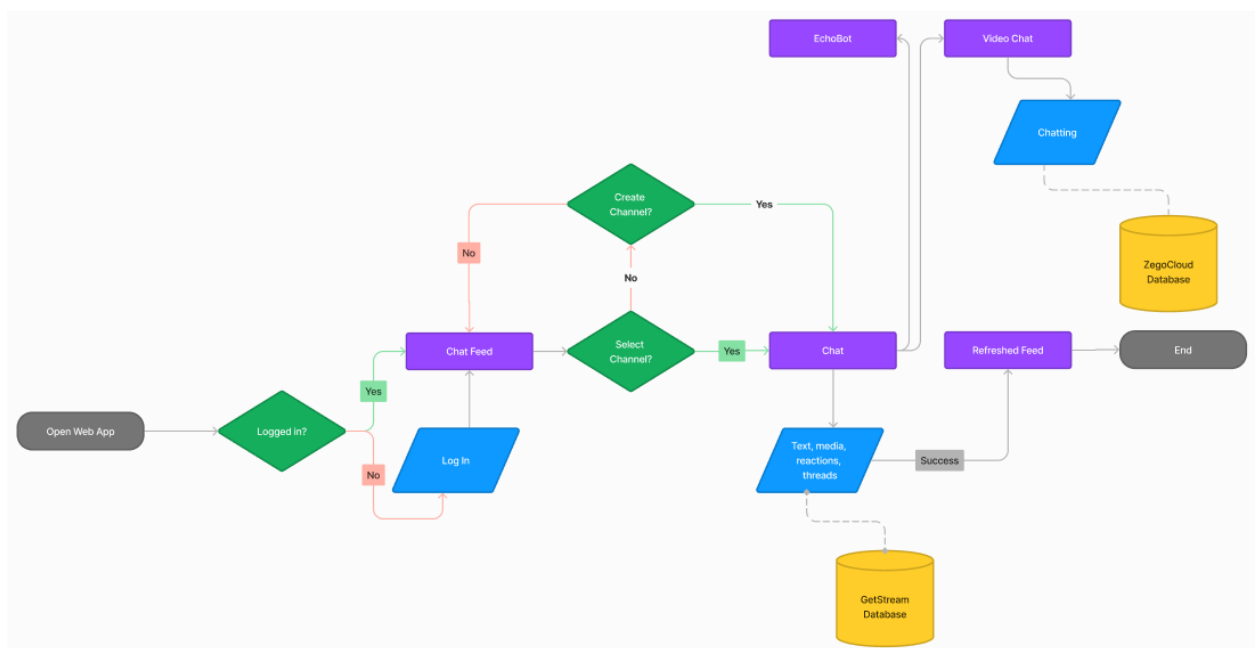 EchoBot
Video Chat
Chatting
Create
Channel?
Yes
No
ZegoCloud
Database
No
Chat Feed
Select
Channel?
Yes
Chat
Refreshed Feed
End
Yes
Open Web App
Logged in?
Log In
No
Text, media,
reactions,
threads
Success
GetStream
Database